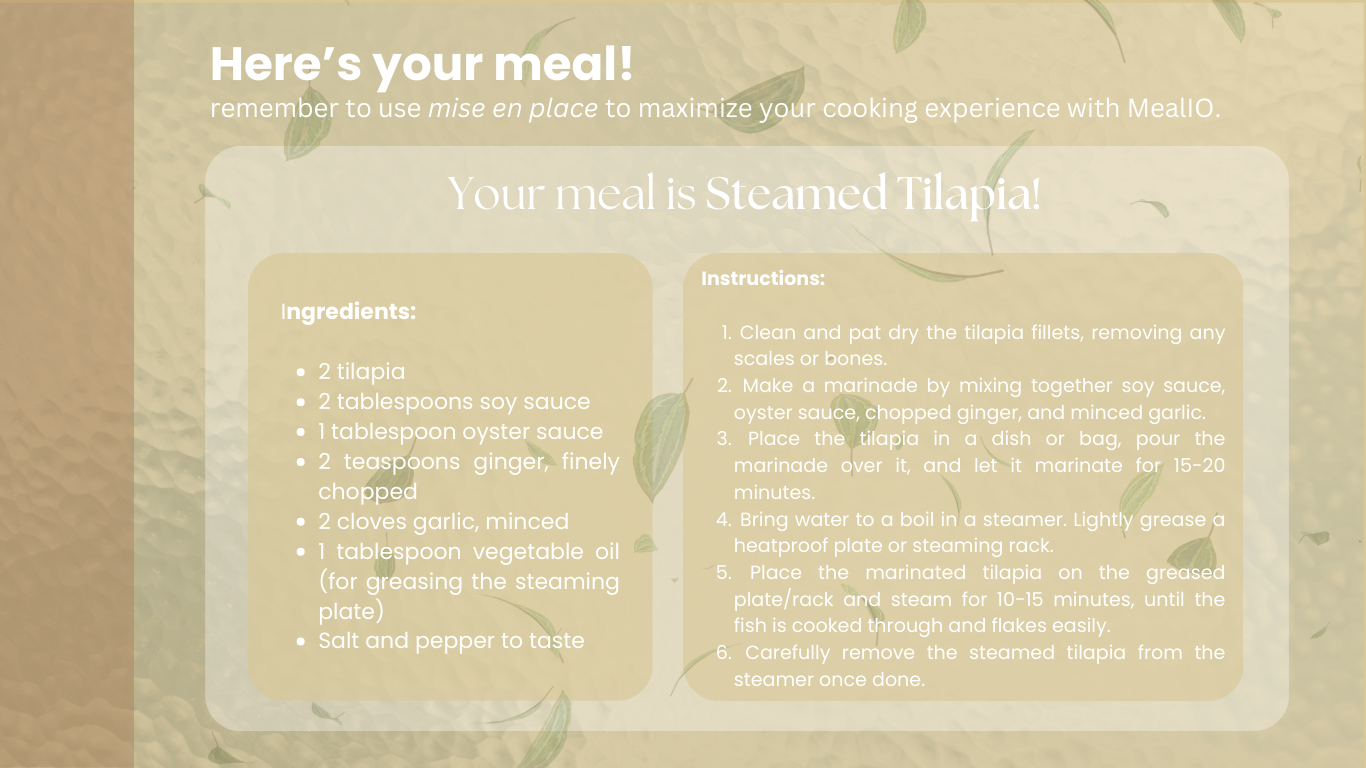 Here's your meal!
remember to use mise en place to maximize your cooking experience with MealIO.
Your meal is Steamed Tilapia!
Ingredients:
• 2 tilapia
• 2 tablespoons soy sauce
• 1 tablespoon oyster sauce
• 2 teaspoons ginger, finely
chopped
• 2 cloves garlic, minced
• 1 tablespoon vegetable oil
(for greasing the steaming
plate)
• Salt and pepper to taste
Instructions:
1. Clean and pat dry the tilapia fillets, removing any
scales or bones.
2. Make a marinade by mixing together soy sauce,
oyster sauce, chopped ginger, and minced garlic.
3. Place the tilapia in a dish or bag, pour the
marinade over it, and let it marinate for 15-20
minutes.
4. Bring water to a boil in a steamer. Lightly grease a
heatproof plate or steaming rack.
5. Place the marinated tilapia on the greased
plate/rack and steam for 10-15 minutes, until the
fish is cooked through and flakes easily.
6. Carefully remove the steamed tilapia from the
steamer once done.